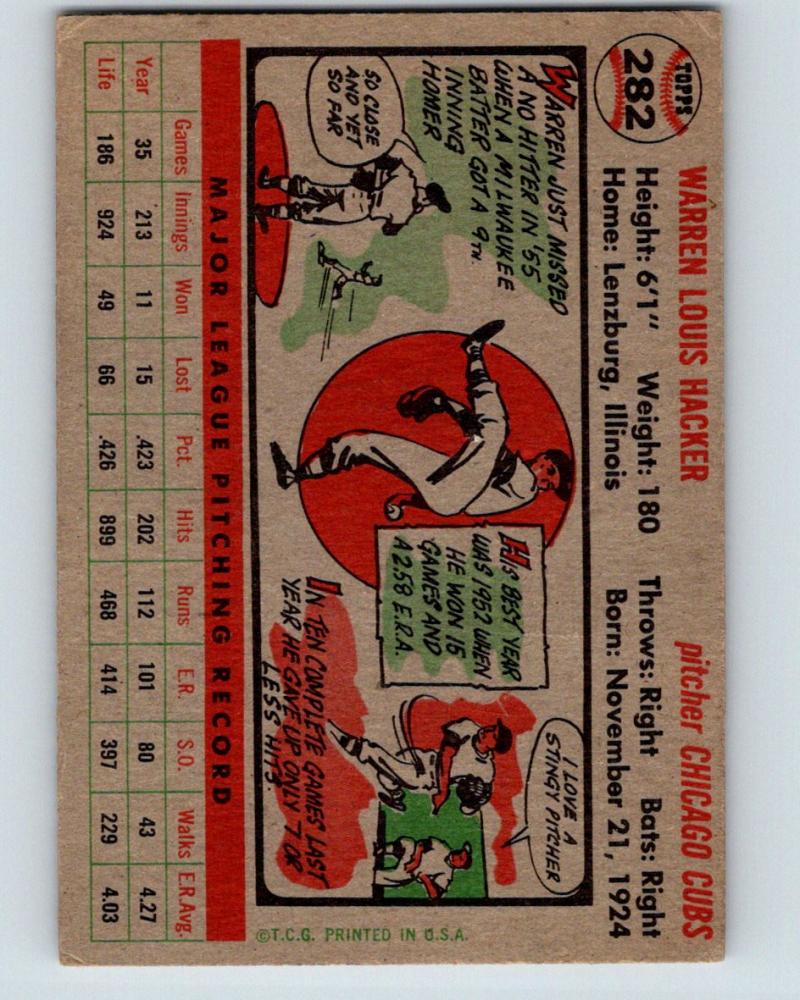 TOPPS
282
WARREN LOUIS HACKER pitcher CHICAGO CUBS
Height: 6'1" Weight: 180 Throws: Right Bats: Right
Home: Lenzburg, Illinois Born: November 21, 1924
WARREN JUST MISSED
A NO HITTER IN '55
WHEN A MILWAUKEE
BATTER GOT A 9TH.
INNING
HOMER
SO CLOSE
AND YET
SO FAR
HIS BEST YEAR
WAS 1952 WHEN
HE WON 15
GAMES AND
A 2.58 E.R.A.
I LOVE A
STINGY PITCHER
IN TEN COMPLETE GAMES LAST
YEAR HE GAVE UP ONLY 7 OR
LESS HITS.
©T.C.G. PRINTED IN U.S.A.
MAJOR LEAGUE PITCHING RECORD
Games Innings Won Lost Pct. Hits Runs E.R. S.O. Walks E.R.Avg.
Year 35 213 11 15 .423 202 112 101 80 43 4.27
Life 186 924 49 66 .426 899 468 414 397 229 4.03